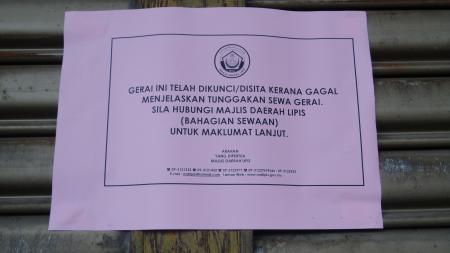 GERAI INI TELAH DIKUNCI/DISITA KERANA GAGAL
MENJELASKAN TUNGGAKAN SEWA GERAI.
SILA HUBUNGI MAJLIS DAERAH LIPIS
(BAHAGIAN SEWAAN)
UNTUK MAKLUMAT LANJUT.
ARAHAN
YANG DIPERTUA
MAJLIS DAERAH LIPIS